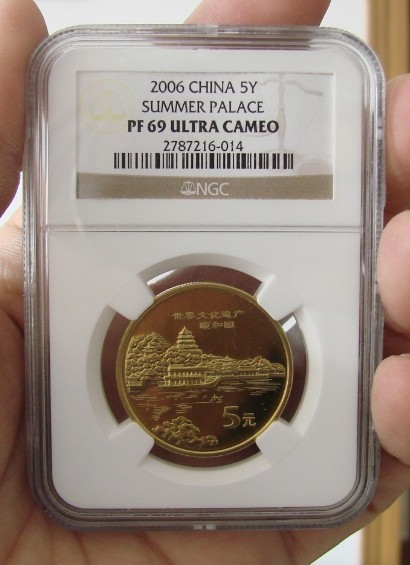 2006 CHINA 5Y
SUMMER PALACE
PF 69 ULTRA CAMEO
2787216-014
NGC
世界文化遗产
颐和园
5元